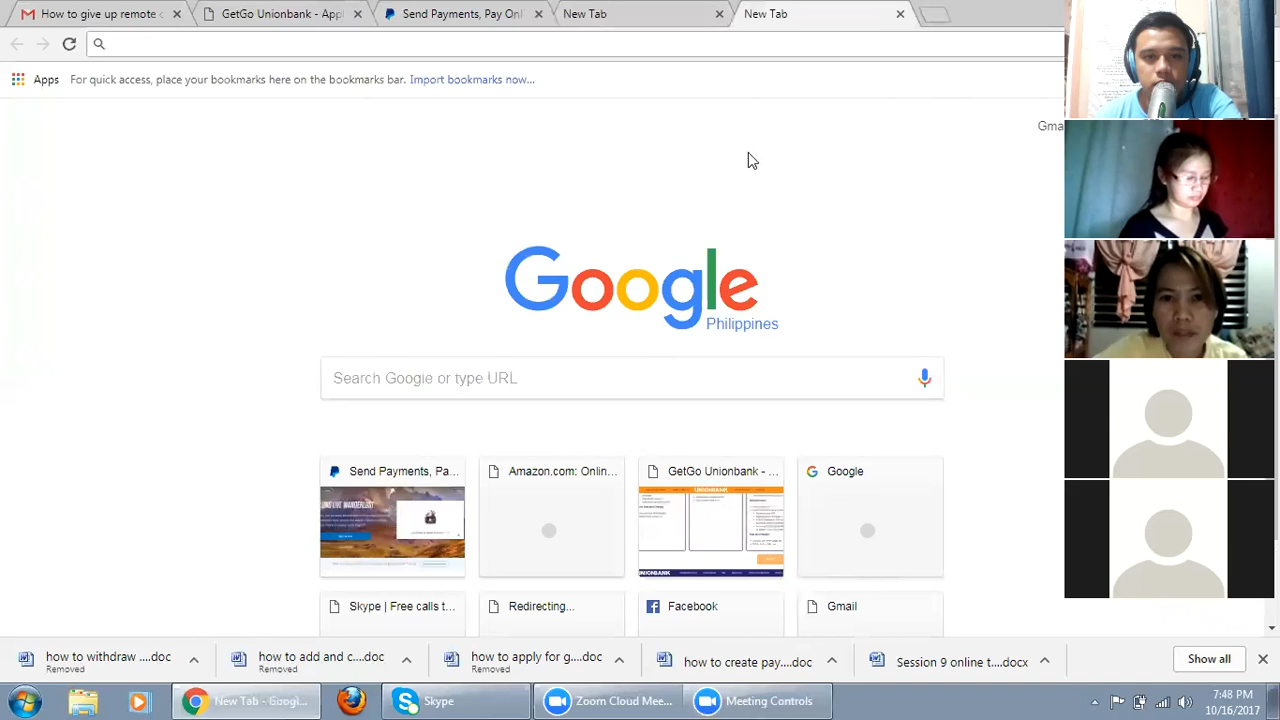 How to give up remote c
GetGo Unionbank Appl
Send Payments, Pay Onl
New Tab
New Tab
Apps For quick access, place your bookmarks here on the bookmarks bar. Import bookmarks now...
Gma
Google
Philippines
Search Google or type URL
Send Payments, Pa...
Amazon.com: Onlin...
GetGo Unionbank - ...
Google
UNIONBANK
UNIONBANK
Facebook
Gmail
how to withdraw ....doc
Removed
how to add and c....doc
Removed
how to apply for g....doc
Removed
how to create pay....doc
Session 9 online t....docx
Show all
New Tab - Googl...
Skype
Zoom Cloud Mee...
Meeting Controls
7:48 PM
10/16/2017